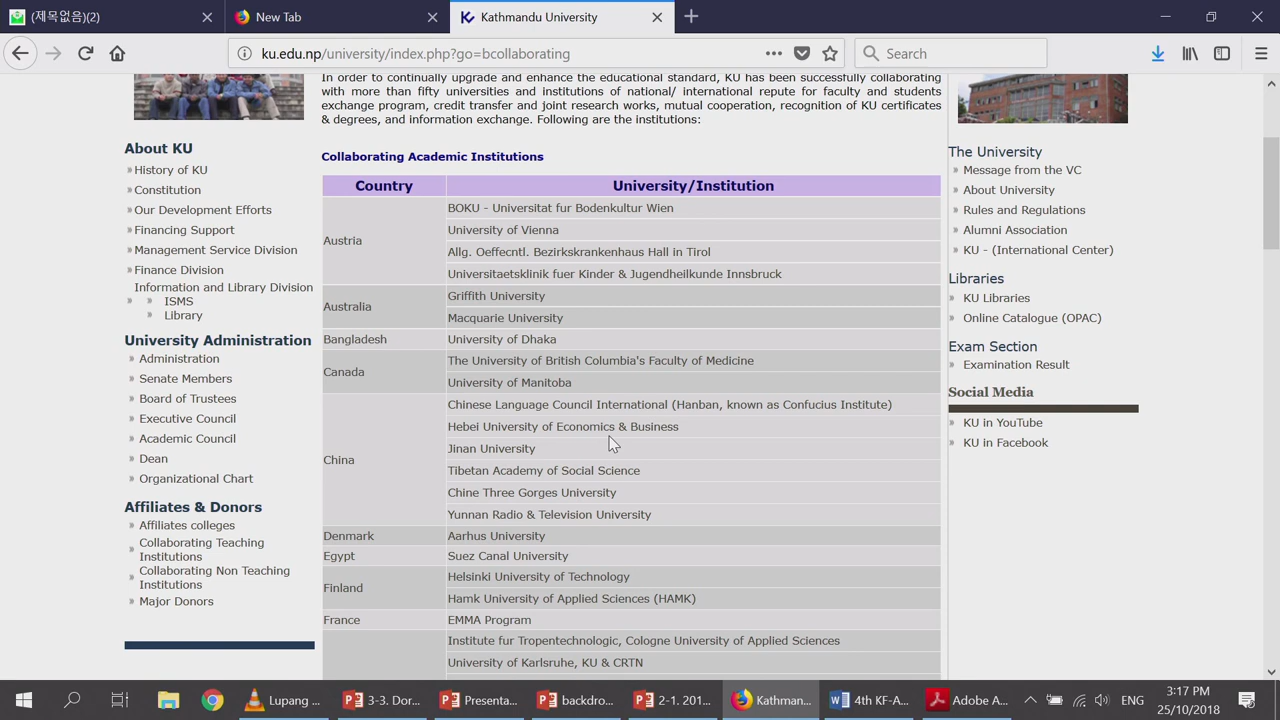 (제목없음)(2)
New Tab
Kathmandu University
ku.edu.np/university/index.php?go=bcollaborating
Search
In order to continually upgrade and enhance the educational standard, KU has been successfully collaborating
with more than fifty universities and institutions of national/ international repute for faculty and students
exchange program, credit transfer and joint research works, mutual cooperation, recognition of KU certificates
& degrees, and information exchange. Following are the institutions:
About KU
History of KU
Constitution
Our Development Efforts
Financing Support
Management Service Division
Finance Division
Information and Library Division
ISMS
Library
University Administration
Administration
Senate Members
Board of Trustees
Executive Council
Academic Council
Dean
Organizational Chart
Affiliates & Donors
Affiliates colleges
Collaborating Teaching
Institutions
Collaborating Non Teaching
Institutions
Major Donors
Collaborating Academic Institutions
Country University/Institution
Austria
BOKU - Universitat fur Bodenkultur Wien
University of Vienna
Allg. Oeffecntl. Bezirkskrankenhaus Hall in Tirol
Universitaetsklinik fuer Kinder & Jugendheilkunde Innsbruck
Australia
Griffith University
Macquarie University
Bangladesh University of Dhaka
Canada
The University of British Columbia's Faculty of Medicine
University of Manitoba
China
Chinese Language Council International (Hanban, known as Confucius Institute)
Hebei University of Economics & Business
Jinan University
Tibetan Academy of Social Science
Chine Three Gorges University
Yunnan Radio & Television University
Denmark Aarhus University
Egypt Suez Canal University
Finland
Helsinki University of Technology
Hamk University of Applied Sciences (HAMK)
France EMMA Program
Institute fur Tropentechnologic, Cologne University of Applied Sciences
University of Karlsruhe, KU & CRTN
The University
Message from the VC
About University
Rules and Regulations
Alumni Association
KU - (International Center)
Libraries
KU Libraries
Online Catalogue (OPAC)
Exam Section
Examination Result
Social Media
KU in YouTube
KU in Facebook
Lupang ...
3-3. Dor...
Presenta...
backdro...
2-1. 201...
Kathman...
4th KF-A...
Adobe A...
ENG
3:17 PM
25/10/2018